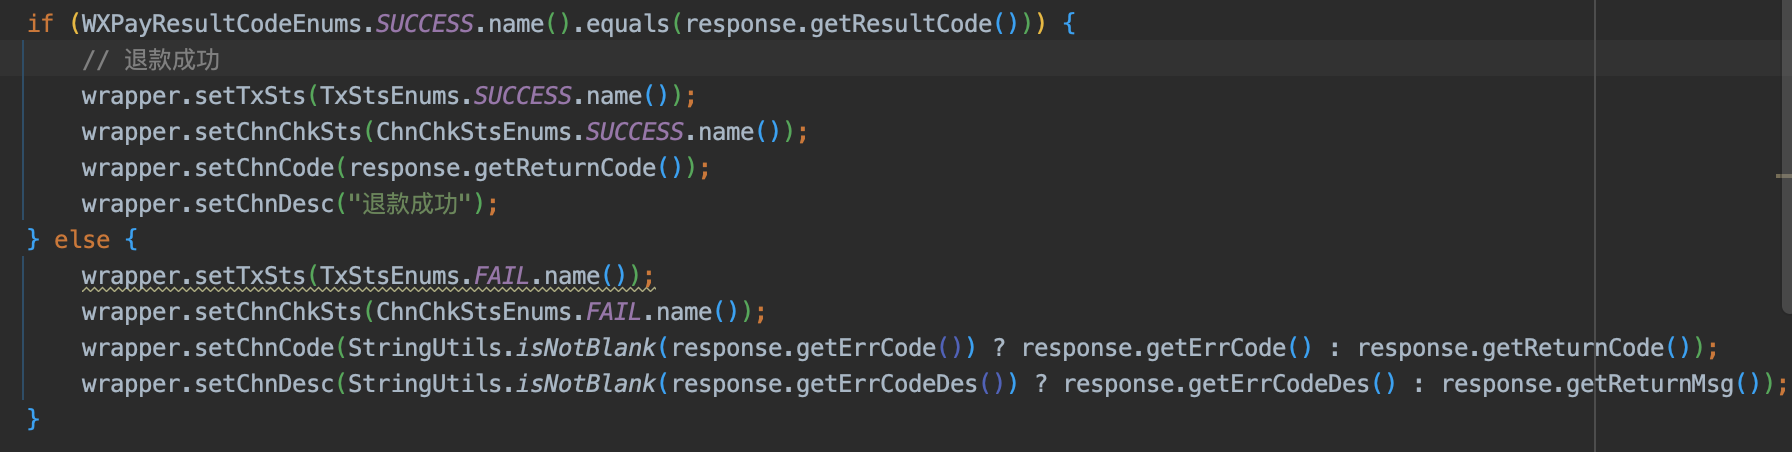 if (WXPayResultCodeEnums.SUCCESS.name().equals(response.getResultCode())) {
// 退款成功
wrapper.setTxSts(TxStsEnums.SUCCESS.name());
wrapper.setChnChkSts(ChnChkStsEnums.SUCCESS.name());
wrapper.setChnCode(response.getReturnCode());
wrapper.setChnDesc("退款成功");
} else {
wrapper.setTxSts(TxStsEnums.FAIL.name());
wrapper.setChnChkSts(ChnChkStsEnums.FAIL.name());
wrapper.setChnCode(StringUtils.isNotBlank(response.getErrCode()) ? response.getErrCode() : response.getReturnCode());
wrapper.setChnDesc(StringUtils.isNotBlank(response.getErrCodeDes()) ? response.getErrCodeDes() : response.getReturnMsg());
}